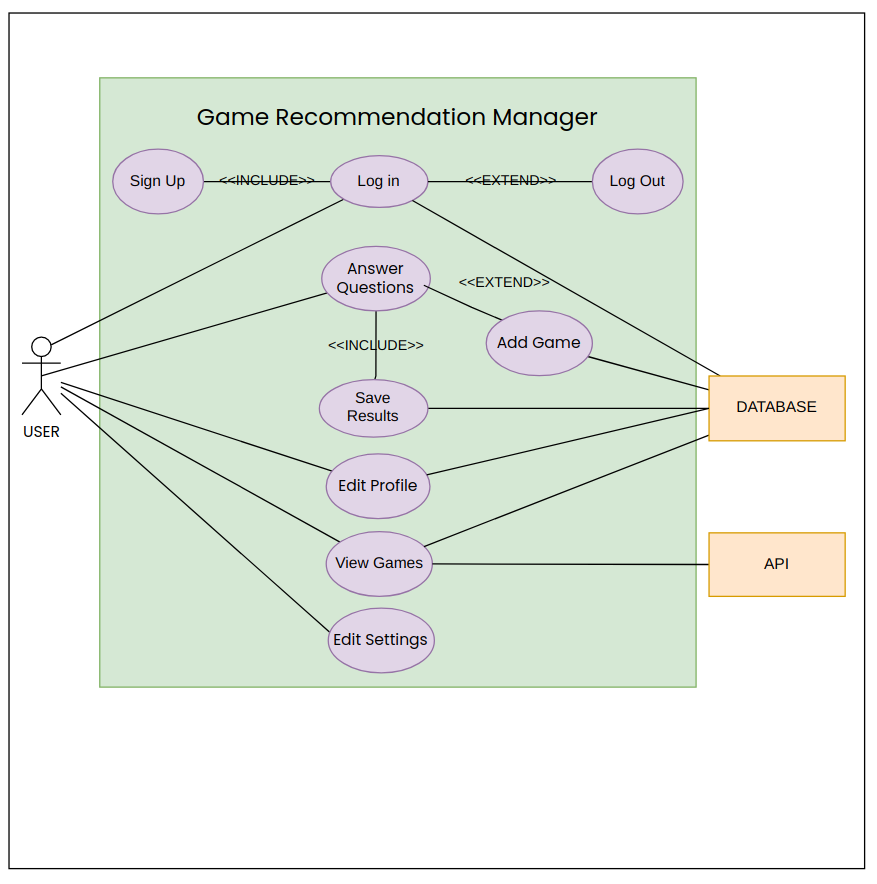 Game Recommendation Manager
Sign Up
<<INCLUDE>>
Log in
<<EXTEND>>
Log Out
Answer
Questions
<<EXTEND>>
<<INCLUDE>>
Add Game
Save
Results
DATABASE
USER
Edit Profile
View Games
API
Edit Settings